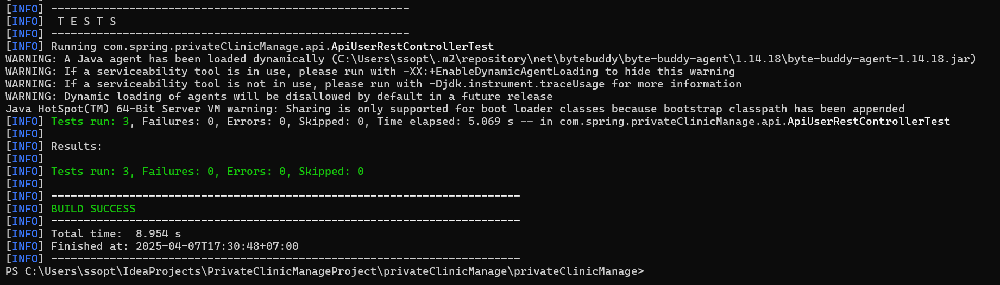 [INFO] -------------------------------------------------------
[INFO]  T E S T S
[INFO] -------------------------------------------------------
[INFO] Running com.spring.privateClinicManage.api.ApiUserRestControllerTest
WARNING: A Java agent has been loaded dynamically (C:\Users\ssopt\.m2\repository\net\bytebuddy\byte-buddy-agent\1.14.18\byte-buddy-agent-1.14.18.jar)
WARNING: If a serviceability tool is in use, please run with -XX:+EnableDynamicAgentLoading to hide this warning
WARNING: If a serviceability tool is not in use, please run with -Djdk.instrument.traceUsage for more information
WARNING: Dynamic loading of agents will be disallowed by default in a future release
Java HotSpot(TM) 64-Bit Server VM warning: Sharing is only supported for boot loader classes because bootstrap classpath has been appended
[INFO] Tests run: 3, Failures: 0, Errors: 0, Skipped: 0, Time elapsed: 5.069 s -- in com.spring.privateClinicManage.api.ApiUserRestControllerTest
[INFO]
[INFO] Results:
[INFO]
[INFO] Tests run: 3, Failures: 0, Errors: 0, Skipped: 0
[INFO]
[INFO] ------------------------------------------------------------------------
[INFO] BUILD SUCCESS
[INFO] ------------------------------------------------------------------------
[INFO] Total time:  8.954 s
[INFO] Finished at: 2025-04-07T17:30:48+07:00
[INFO] ------------------------------------------------------------------------
PS C:\Users\ssopt\IdeaProjects\PrivateClinicManageProject\privateClinicManage\privateClinicManage>